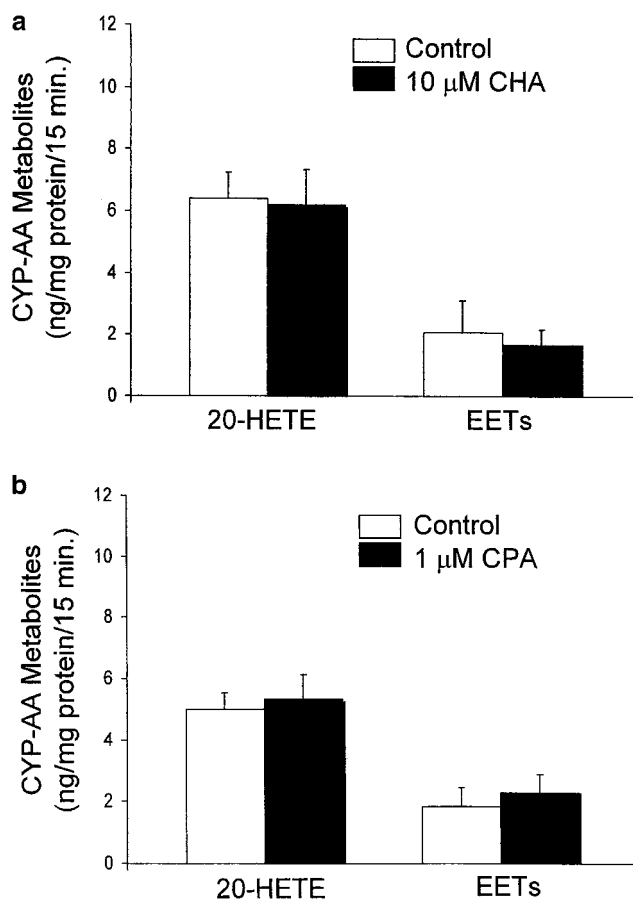 a
CYP-AA Metabolites
(ng/mg protein/15 min.)
12
10
8
6
4
2
0
Control
10 μM CHA
20-HETE
EETs
b
CYP-AA Metabolites
(ng/mg protein/15 min.)
12
10
8
6
4
2
0
Control
1 μM CPA
20-HETE
EETs